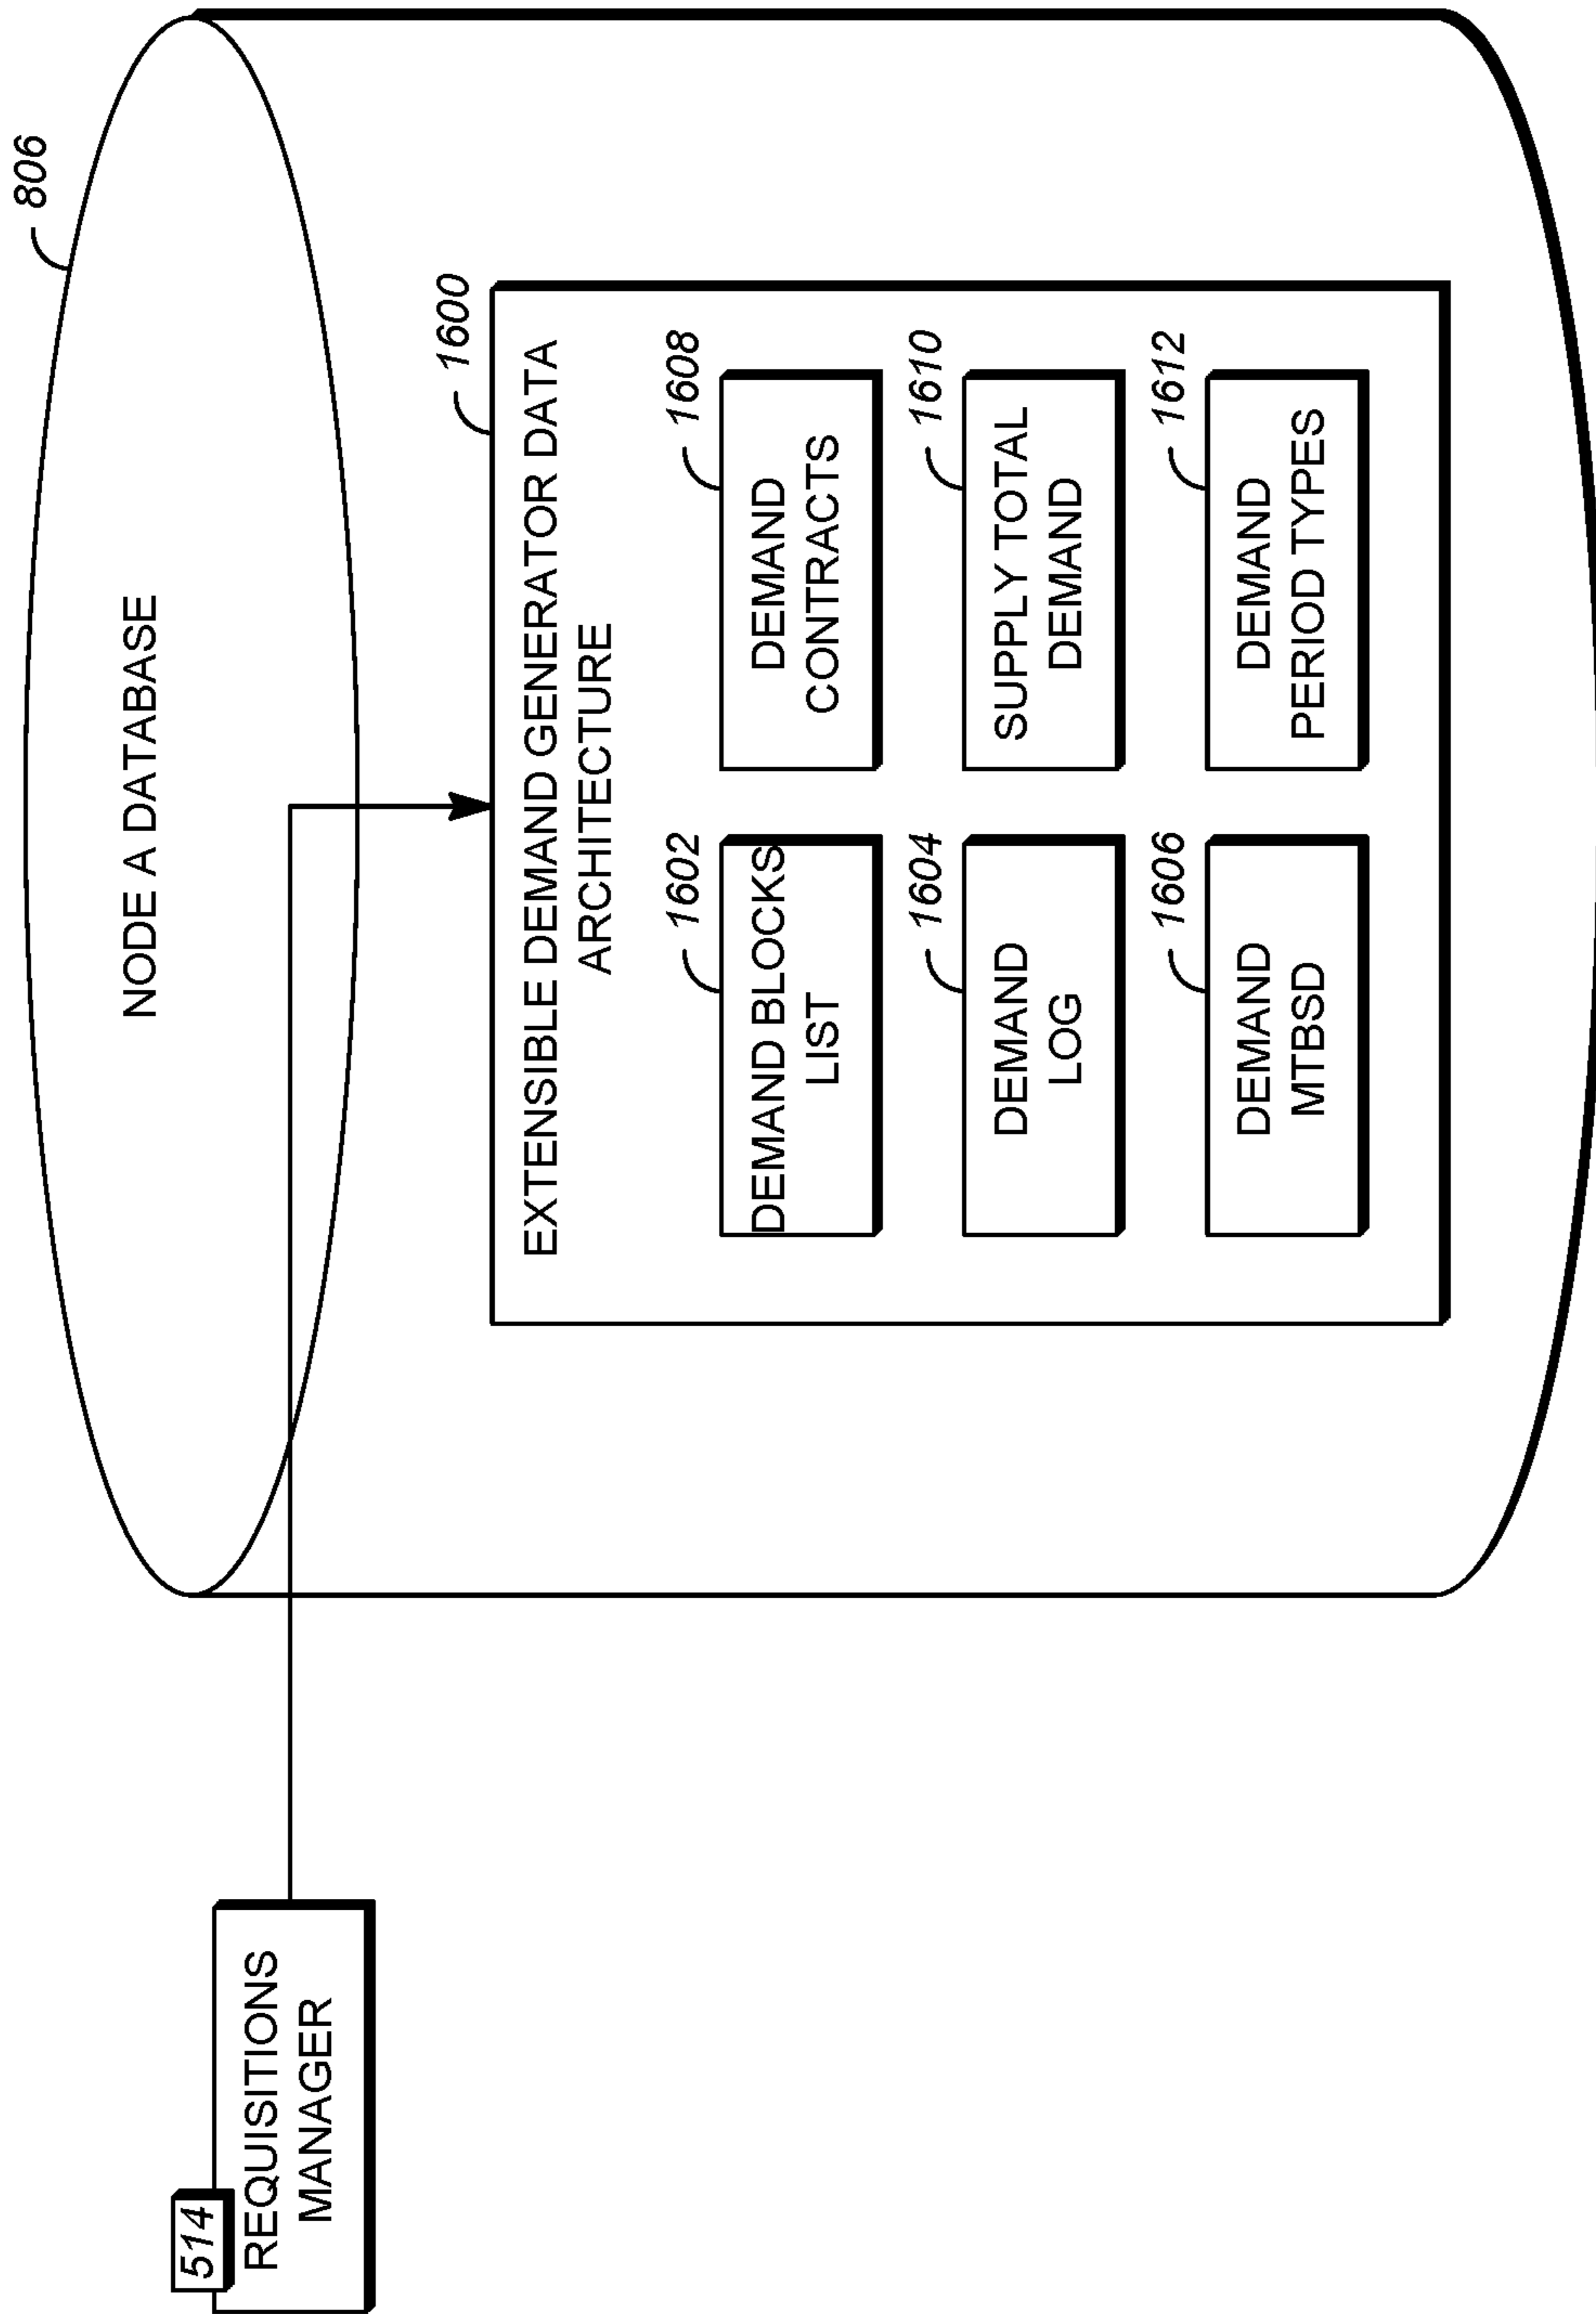 514
REQUISITIONS
MANAGER
806
NODE A DATABASE
1600
EXTENSIBLE DEMAND GENERATOR DATA
ARCHITECTURE
1602
DEMAND BLOCKS
LIST
1608
DEMAND
CONTRACTS
1604
DEMAND
LOG
1610
SUPPLY TOTAL
DEMAND
1606
DEMAND
MTBSD
1612
DEMAND
PERIOD TYPES